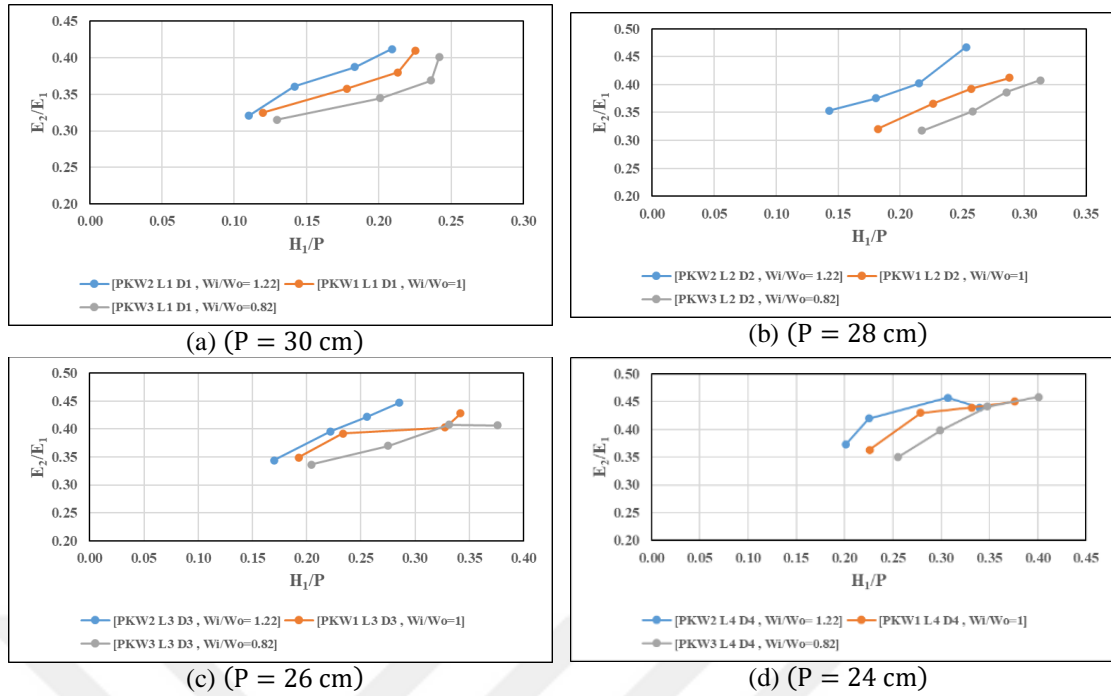 0.45
0.40
0.35
0.30
0.25
0.20
E₂/E₁
0.00 0.05 0.10 0.15 0.20 0.25 0.30
H₁/P
[PKW2 L1 D1 , Wi/Wo= 1.22] [PKW1 L1 D1 , Wi/Wo=1]
[PKW3 L1 D1 , Wi/Wo=0.82]
(a) (P = 30 cm)
0.50
0.45
0.40
0.35
0.30
0.25
0.20
E₂/E₁
0.00 0.05 0.10 0.15 0.20 0.25 0.30 0.35
H₁/P
[PKW2 L2 D2 , Wi/Wo= 1.22] [PKW1 L2 D2 , Wi/Wo=1]
[PKW3 L2 D2 , Wi/Wo=0.82]
(b) (P = 28 cm)
0.50
0.45
0.40
0.35
0.30
0.25
0.20
E₂/E₁
0.00 0.05 0.10 0.15 0.20 0.25 0.30 0.35 0.40
H₁/P
[PKW2 L3 D3 , Wi/Wo= 1.22] [PKW1 L3 D3 , Wi/Wo=1]
[PKW3 L3 D3 , Wi/Wo=0.82]
(c) (P = 26 cm)
0.50
0.45
0.40
0.35
0.30
0.25
0.20
E₂/E₁
0.00 0.05 0.10 0.15 0.20 0.25 0.30 0.35 0.40 0.45
H₁/P
[PKW2 L4 D4 , Wi/Wo= 1.22] [PKW1 L4 D4 , Wi/Wo=1]
[PKW3 L4 D4 , Wi/Wo=0.82]
(d) (P = 24 cm)